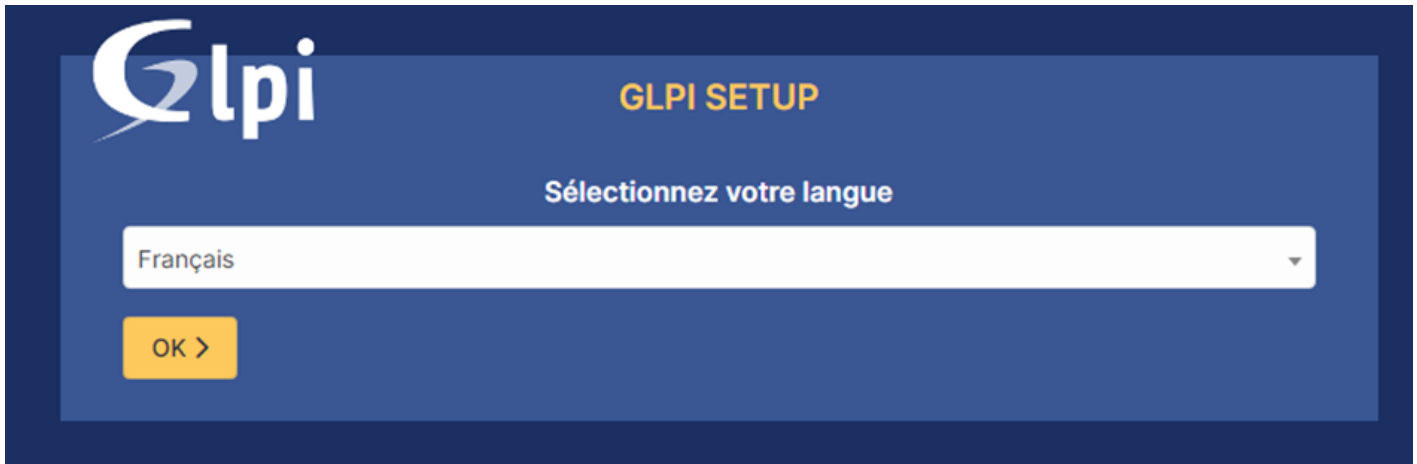 Glpi
GLPI SETUP
Sélectionnez votre langue
Français
OK